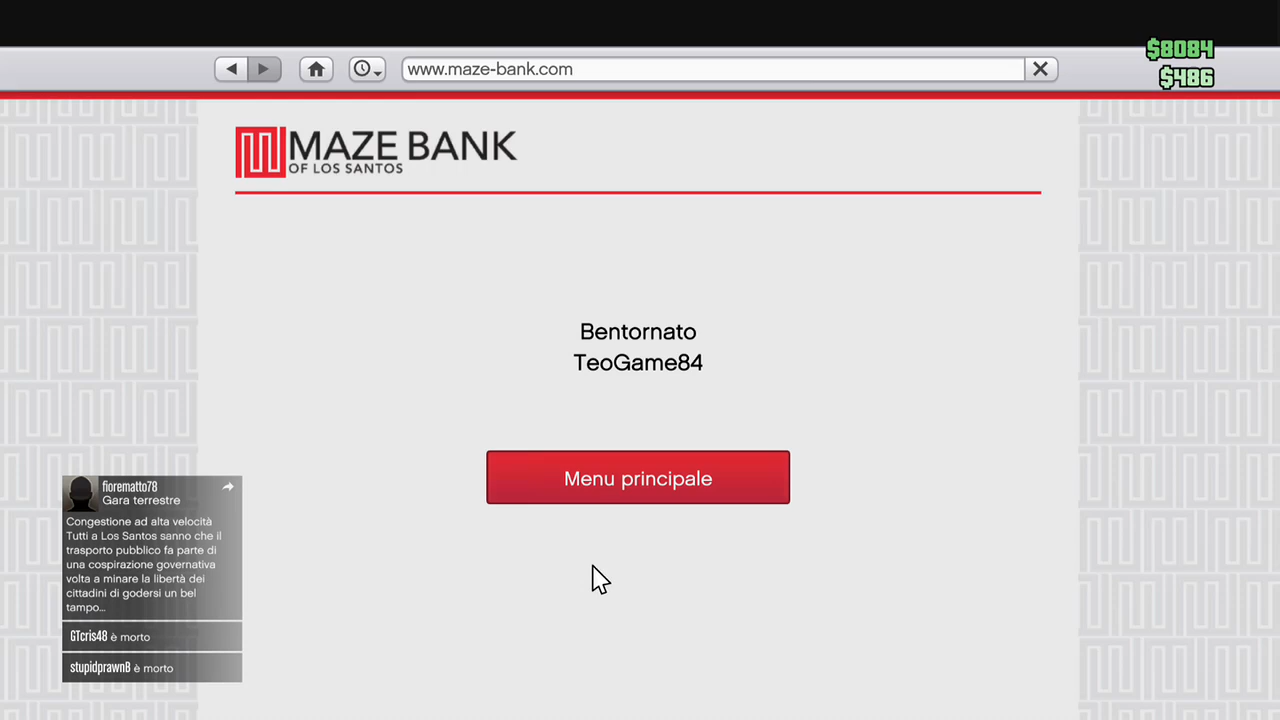 $8084
www.maze-bank.com
$486
MAZE BANK
OF LOS SANTOS
Bentornato
TeoGame84
Menu principale
fiorematto78
Gara terrestre
Congestione ad alta velocità
Tutti a Los Santos sanno che il
trasporto pubblico fa parte di
una cospirazione governativa
volta a minare la libertà dei
cittadini di godersi un bel
tempo...
GTcris48 è morto
stupidprawnB è morto